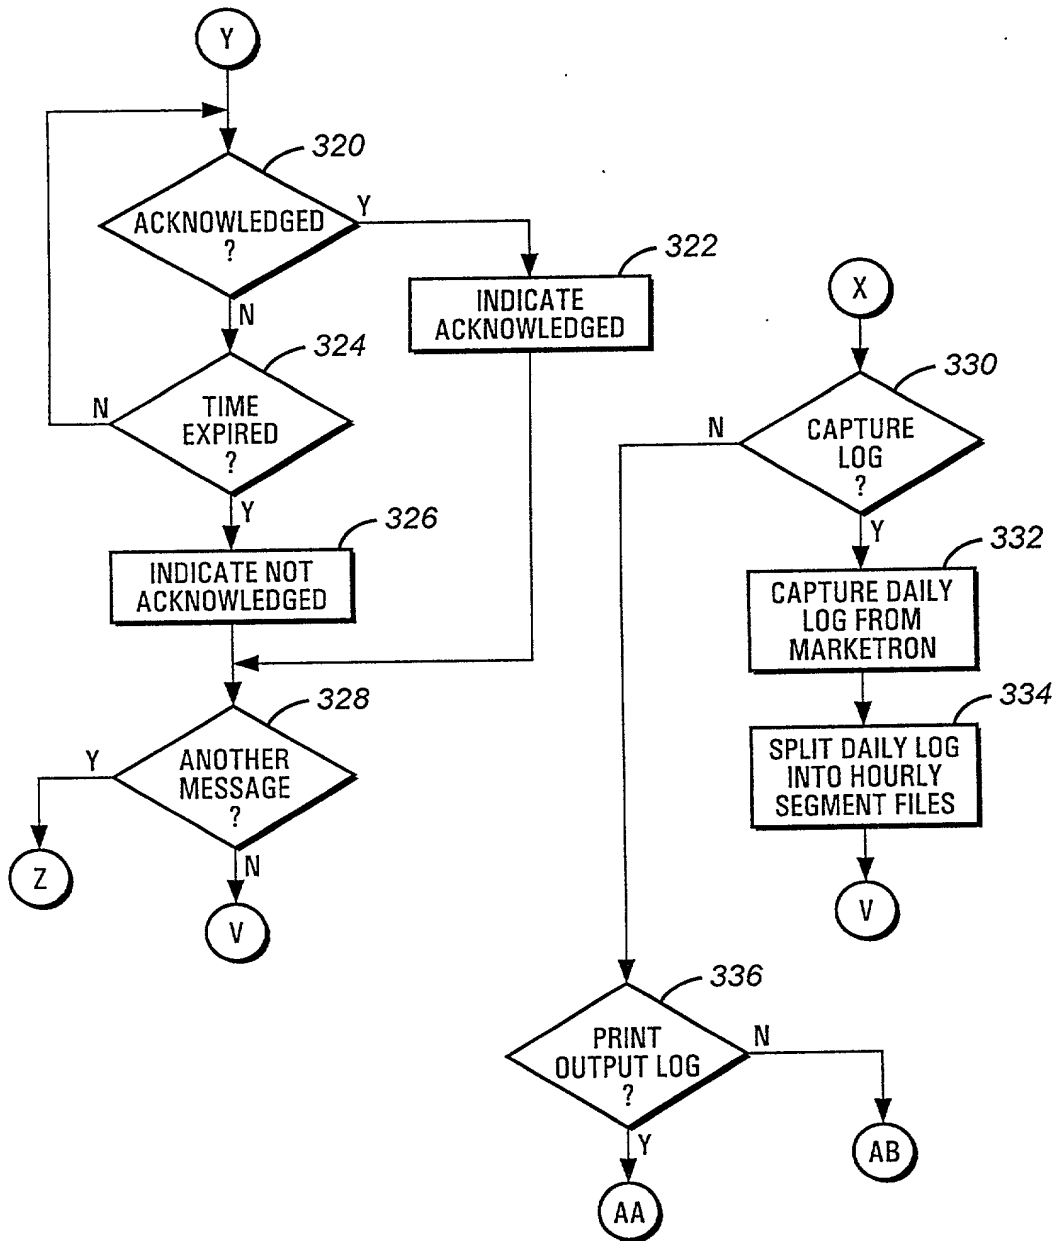 Y
320
ACKNOWLEDGED
?
Y
N
322
INDICATE
ACKNOWLEDGED
324
TIME
EXPIRED
?
N
Y
326
INDICATE NOT
ACKNOWLEDGED
328
ANOTHER
MESSAGE
?
Y
N
Z
V
X
330
CAPTURE
LOG
?
N
Y
332
CAPTURE DAILY
LOG FROM
MARKETRON
334
SPLIT DAILY LOG
INTO HOURLY
SEGMENT FILES
V
336
PRINT
OUTPUT LOG
?
N
Y
AB
AA